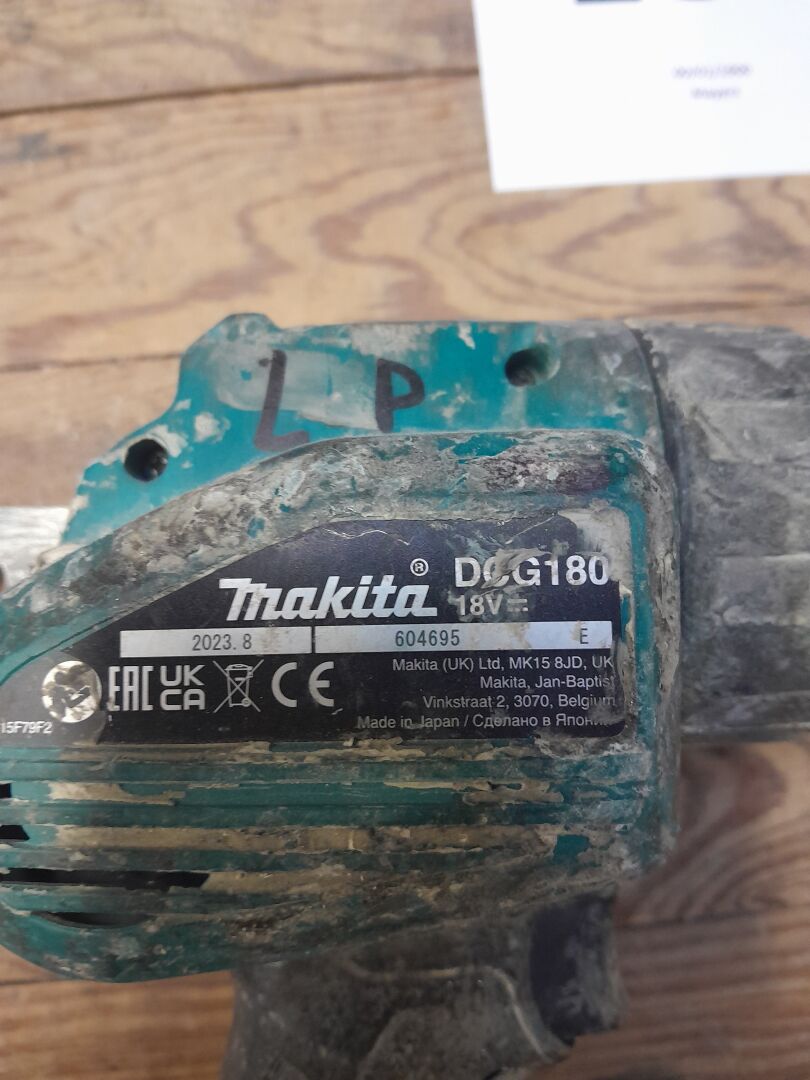 L P
Makita® DCG180
18V⎓
2023.8 604695 E
EAC UK CA CE
Makita (UK) Ltd, MK15 8JD, UK
Makita, Jan-Baptist
Vinkstraat 2, 3070, Belgium
Made in Japan / Сделано в Японии
15F79F2